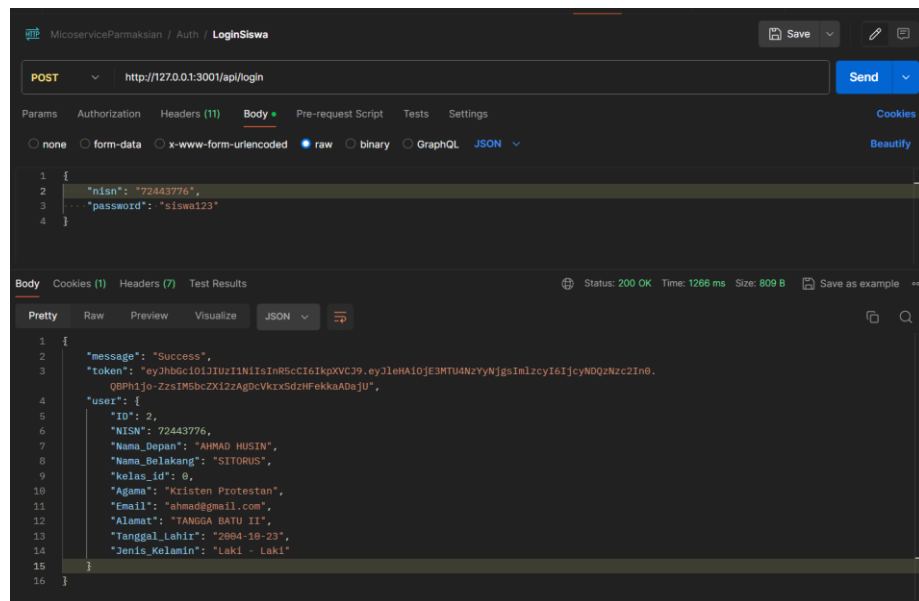 HTTP MicoserviceParmaksian / Auth / LoginSiswa Save
POST http://127.0.0.1:3001/api/login Send
Params Authorization Headers (11) Body Pre-request Script Tests Settings Cookies
none form-data x-www-form-urlencoded raw binary GraphQL JSON Beautify
1 {
2 "nisn": "72443776",
3 "password": "siswa123"
4 }
Body Cookies (1) Headers (7) Test Results Status: 200 OK Time: 1266 ms Size: 809 B Save as example
Pretty Raw Preview Visualize JSON
1 {
2 "message": "Success",
3 "token": "eyJhbGciOiJIUzI1NiIsInR5cCI6IkpXVCJ9.eyJleHAiOjE3MTU4NzYyNjgsImlzcyI6IjcyNDQzNzc2In0.
QBPh1jo-ZzsIM5bcZXi2zAgDcVkrxSdzHFekkaADajU",
4 "user": {
5 "ID": 2,
6 "NISN": 72443776,
7 "Nama_Depan": "AHMAD HUSIN",
8 "Nama_Belakang": "SITORUS",
9 "kelas_id": 0,
10 "Agama": "Kristen Protestan",
11 "Email": "ahmad@gmail.com",
12 "Alamat": "TANGGA BATU II",
13 "Tanggal_Lahir": "2004-10-23",
14 "Jenis_Kelamin": "Laki - Laki"
15 }
16 }